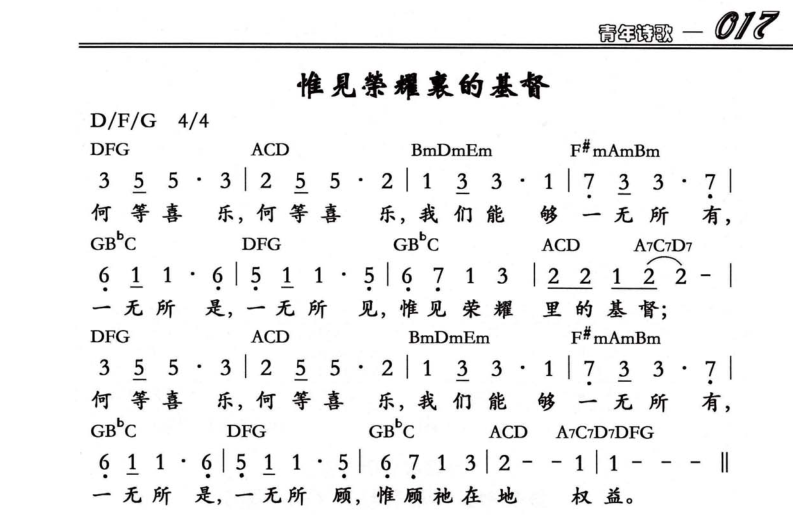 青年诗歌 — 017
惟見榮耀裏的基督
D/F/G 4/4
DFG ACD BmDmEm F#mAmBm
3 5 5 · 3 | 2 5 5 · 2 | 1 3 3 · 1 | 7 3 3 · 7 |
何等喜 乐,何等喜 乐,我们能 够一无所 有,
GBbC DFG GBbC ACD A7C7D7
6 1 1 · 6 | 5 1 1 · 5 | 6 7 1 3 | 2 2 1 2 2 - |
一无所 是,一无所 见,惟见荣耀 里的基督;
DFG ACD BmDmEm F#mAmBm
3 5 5 · 3 | 2 5 5 · 2 | 1 3 3 · 1 | 7 3 3 · 7 |
何等喜 乐,何等喜 乐,我们能 够一无所 有,
GBbC DFG GBbC ACD A7C7D7DFG
6 1 1 · 6 | 5 1 1 · 5 | 6 7 1 3 | 2 - - 1 | 1 - - ‖
一无所 是,一无所 顾,惟顾祂在地 权益。